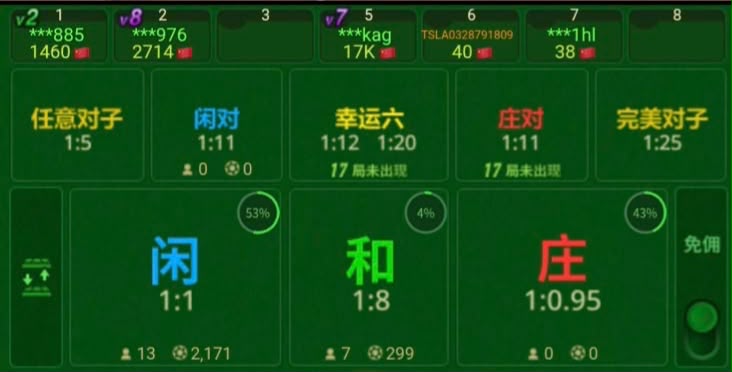 v2 1 v8 2 3 v7 5 6 7 8
***885 ***976 ***kag TSLA0328791809 ***1hl
1460 2714 17K 40 38
任意对子 闲对 幸运六 庄对 完美对子
1:5 1:11 1:12 1:20 1:11 1:25
0 0 17 局未出现 17 局未出现
53% 4% 43%
闲 和 庄 免佣
1:1 1:8 1:0.95
13 2,171 7 299 0 0